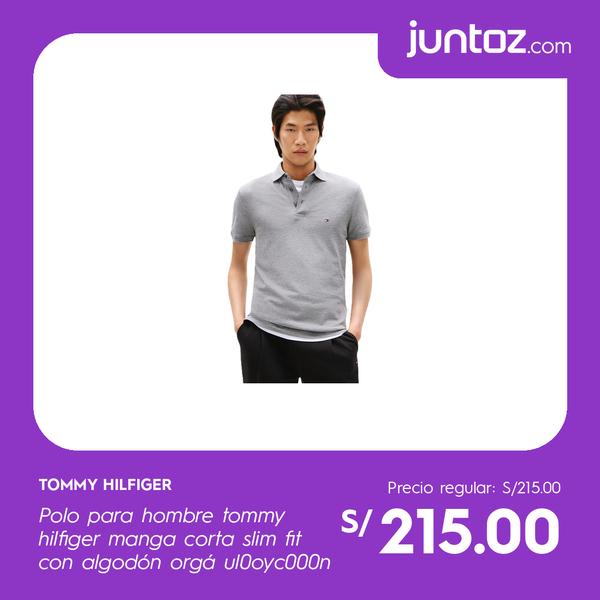 juntoz.com
TOMMY HILFIGER
Polo para hombre tommy
hilfiger manga corta slim fit
con algodón orgá ul0oyc000n
Precio regular: S/215.00
S/ 215.00